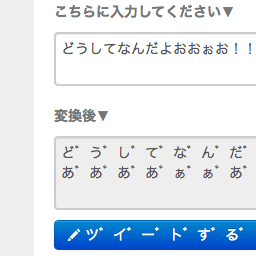 こちらに入力してください▼
どうしてなんだよおおぉお！！
変換後▼
ど゛う゛し゛て゛な゛ん゛だ
あ゛あ゛あ゛あ゛ぁ゛ぁ゛あ
ツ゛イ゛ー゛ト゛す゛る゛